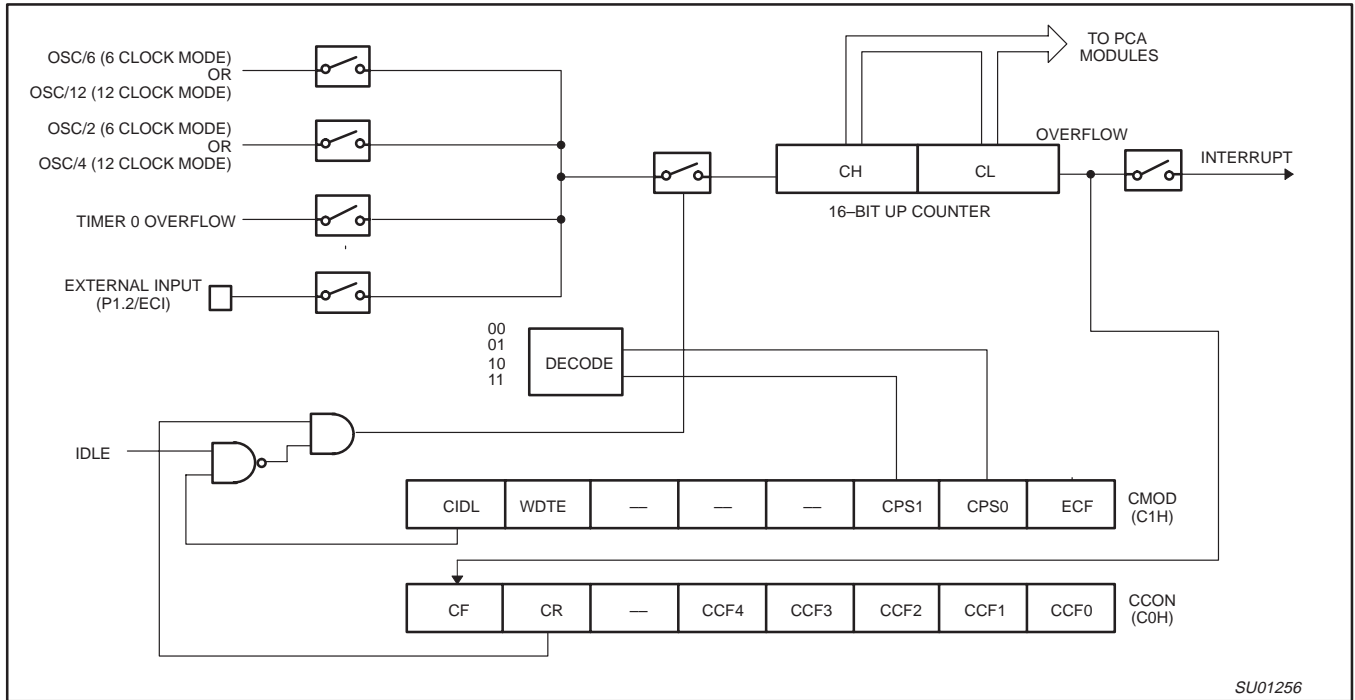 OSC/6 (6 CLOCK MODE)
OR
OSC/12 (12 CLOCK MODE)
OSC/2 (6 CLOCK MODE)
OR
OSC/4 (12 CLOCK MODE)
TIMER 0 OVERFLOW
EXTERNAL INPUT
(P1.2/ECI)
TO PCA
MODULES
OVERFLOW
CH CL
INTERRUPT
16–BIT UP COUNTER
00
01
10
11
DECODE
IDLE
CIDL WDTE –– –– –– CPS1 CPS0 ECF
CMOD
(C1H)
CF CR –– CCF4 CCF3 CCF2 CCF1 CCF0
CCON
(C0H)
SU01256